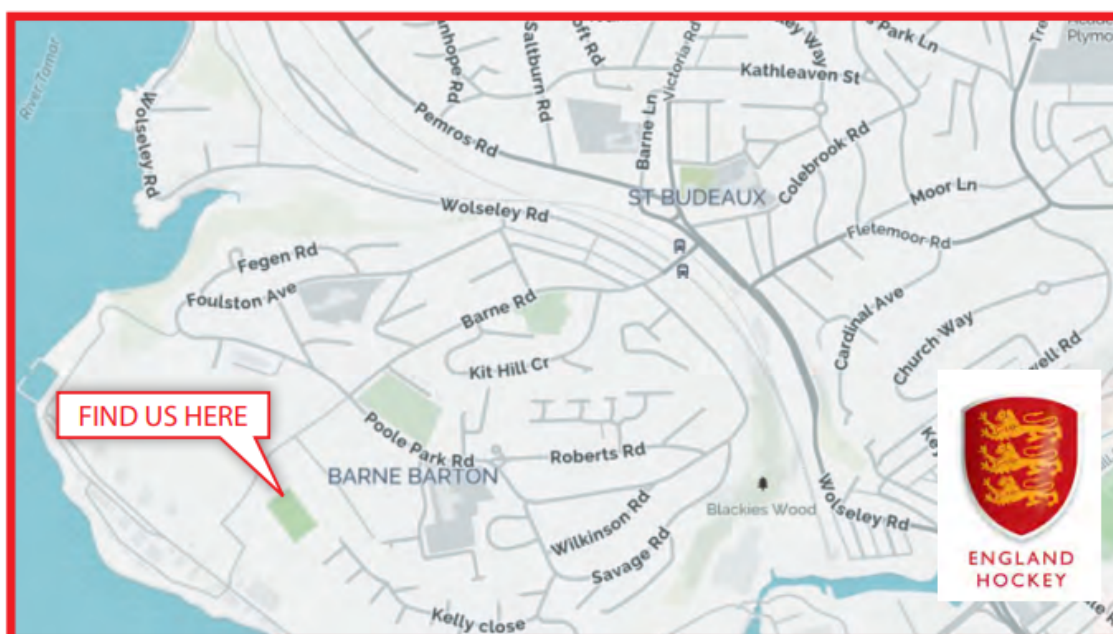 River Tamar
Wolseley Rd
Saltburn Rd
Victoria Rd
Park Ln
Plymo
Kathleaven St
Pemros Rd
Barne Ln
Colebrook Rd
ST BUDEAUX
Moor Ln
Wolseley Rd
Fletemoor Rd
Fegen Rd
Foulston Ave
Barne Rd
Cardinal Ave
Church Way
Kit Hill Cr
FIND US HERE
Poole Park Rd
Roberts Rd
BARNE BARTON
Blackies Wood
Wolseley Rd
Wilkinson Rd
Savage Rd
Kelly close
ENGLAND
HOCKEY